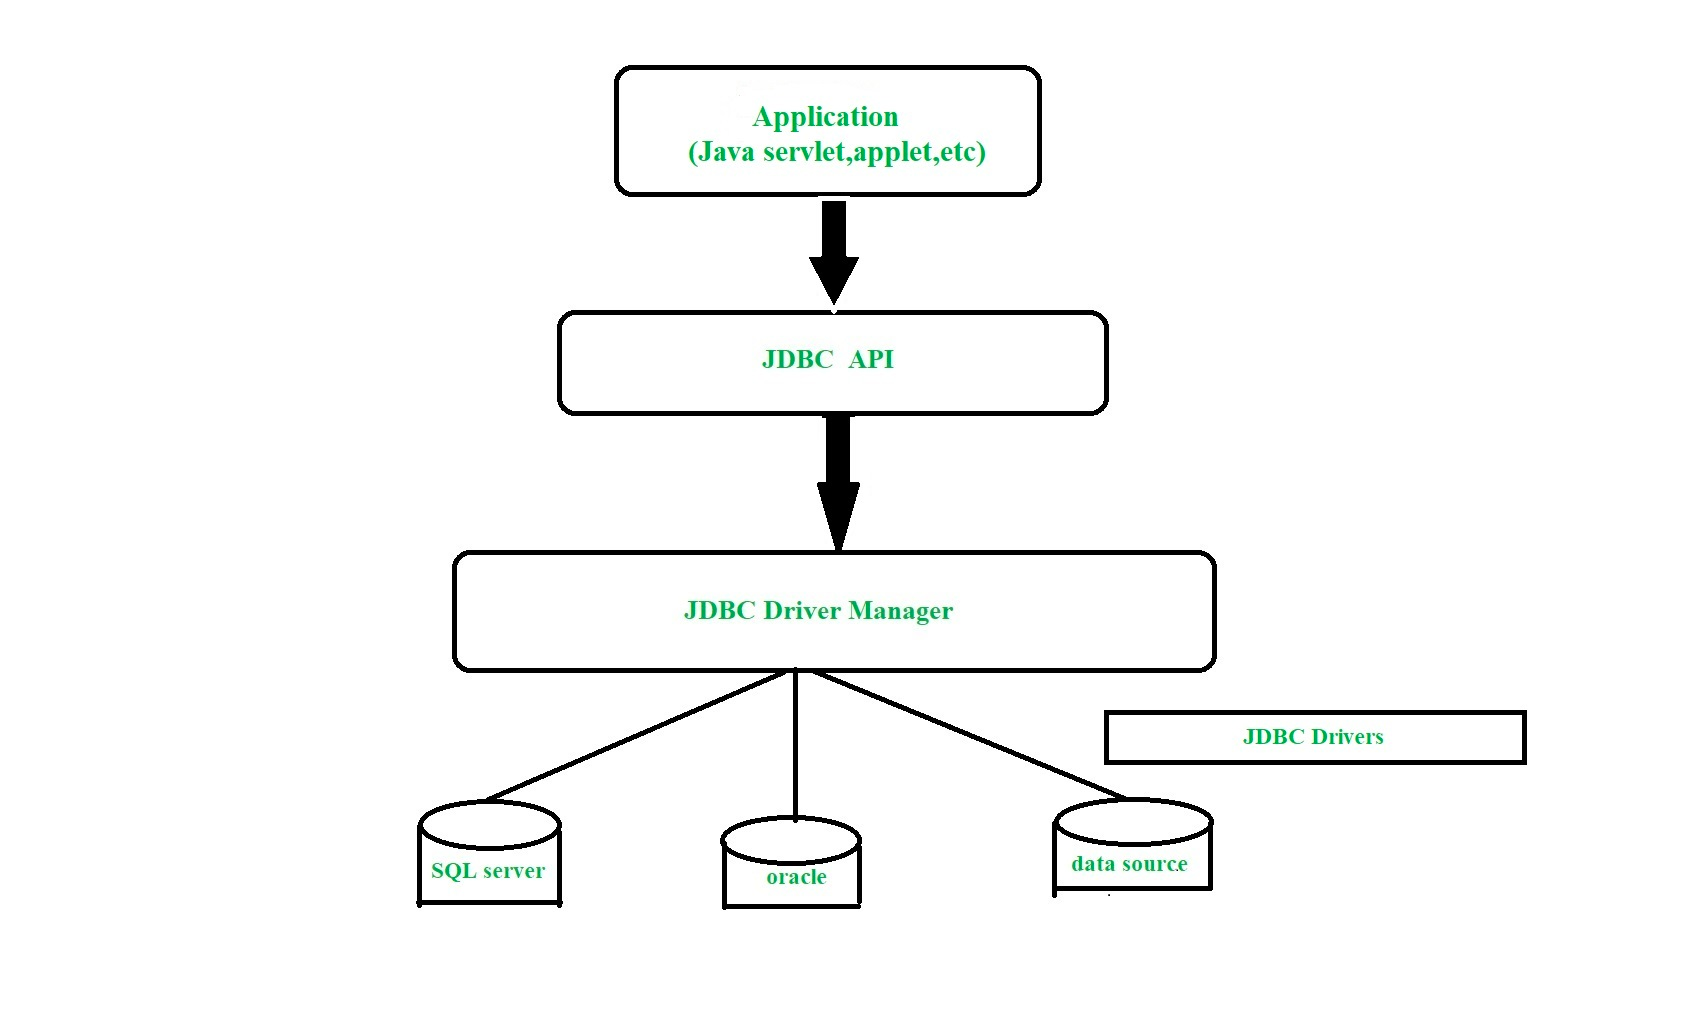 Application
(Java servlet,applet,etc)
JDBC  API
JDBC Driver Manager
JDBC Drivers
SQL server
oracle
data source